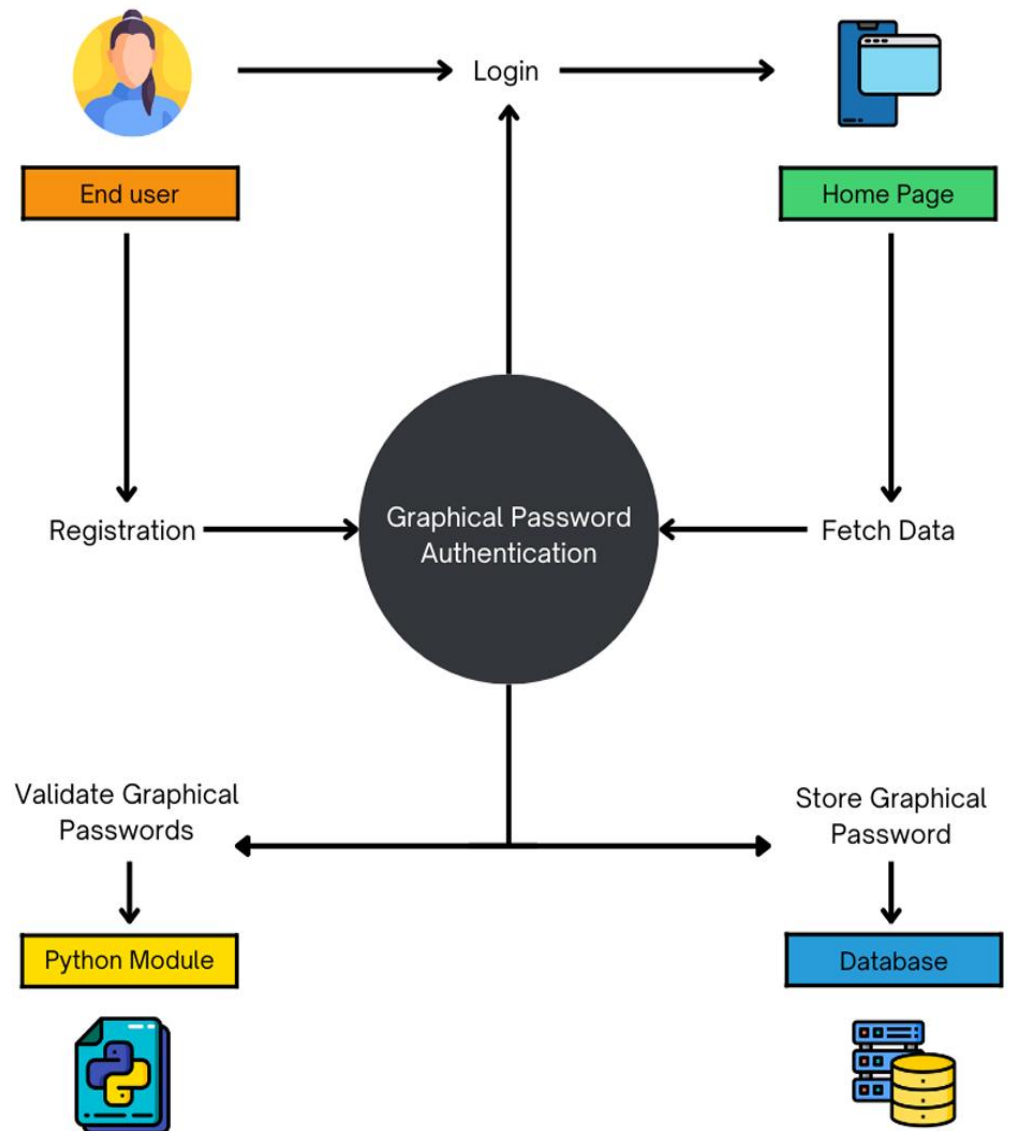 Login
End user
Home Page
Graphical Password
Authentication
Registration
Fetch Data
Validate Graphical
Passwords
Store Graphical
Password
Python Module
Database